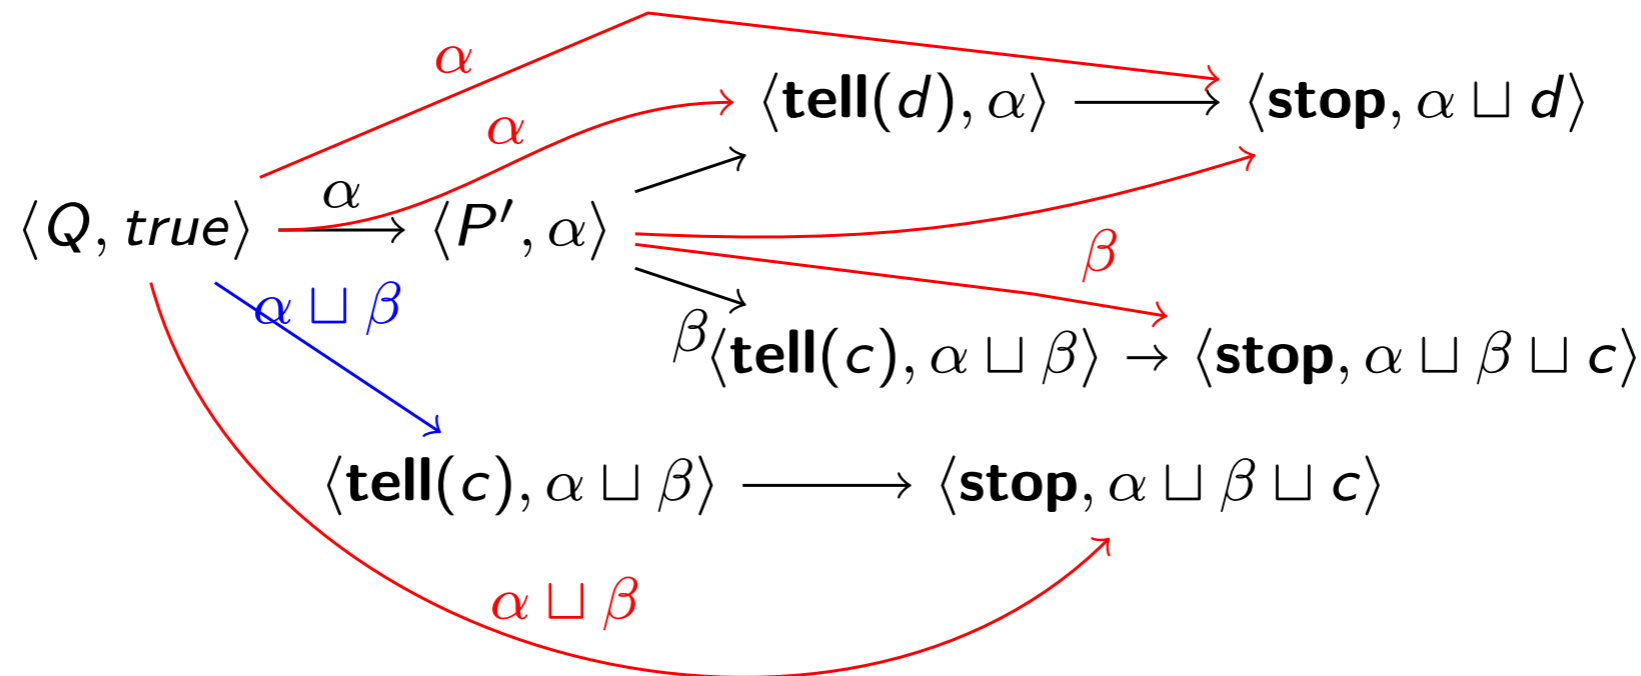 α
⟨tell(d), α⟩ ⟶ ⟨stop, α ⊔ d⟩
α
α
⟨Q, true⟩ ⟶ ⟨P′, α⟩
β
α ⊔ β
β ⟨tell(c), α ⊔ β⟩ → ⟨stop, α ⊔ β ⊔ c⟩
⟨tell(c), α ⊔ β⟩ ⟶ ⟨stop, α ⊔ β ⊔ c⟩
α ⊔ β